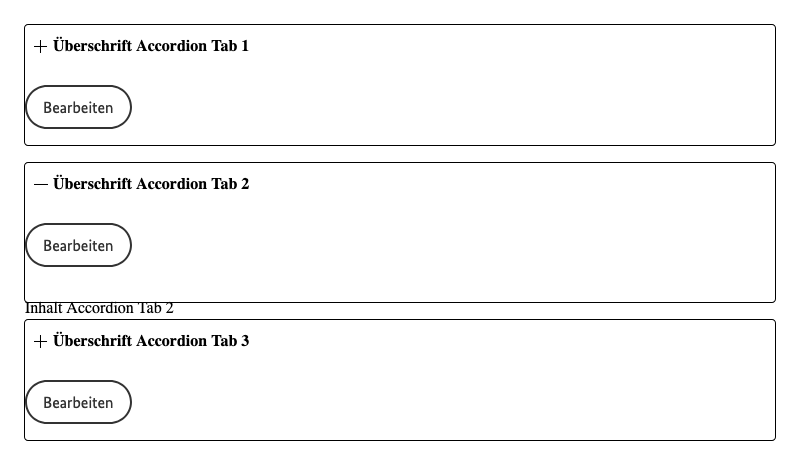 Überschrift Accordion Tab 1
Bearbeiten
Überschrift Accordion Tab 2
Bearbeiten
Inhalt Accordion Tab 2
Überschrift Accordion Tab 3
Bearbeiten